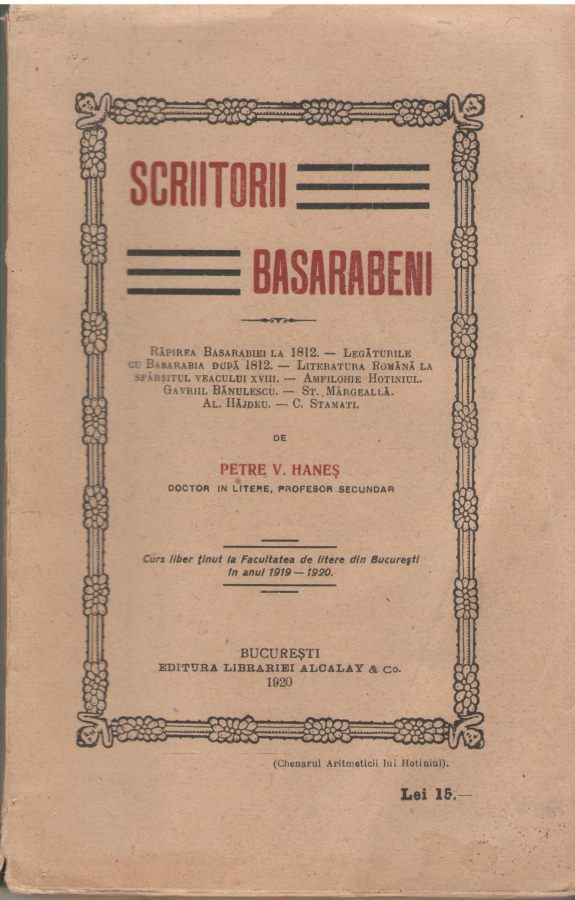 SCRIITORII
BASARABENI
RĂPIREA BASARABIEI LA 1812. — LEGĂTURILE
CU BASARABIA DUPĂ 1812. — LITERATURA ROMÂNĂ LA
SFÂRȘITUL VEACULUI XVIII. — AMFILOHIE HOTINIUL.
GAVRIIL BĂNULESCU. — ST. MĂRGEALLĂ.
AL. HĂJDEU. — C. STAMATI.
DE
PETRE V. HANEȘ
DOCTOR IN LITERE, PROFESOR SECUNDAR
Curs liber ținut la Facultatea de litere din București
în anul 1919 — 1920.
BUCUREȘTI
EDITURA LIBRARIEI ALCALAY & Co.
1920
(Chenarul Aritmeticii lui Hotiniul).
Lei 15.—